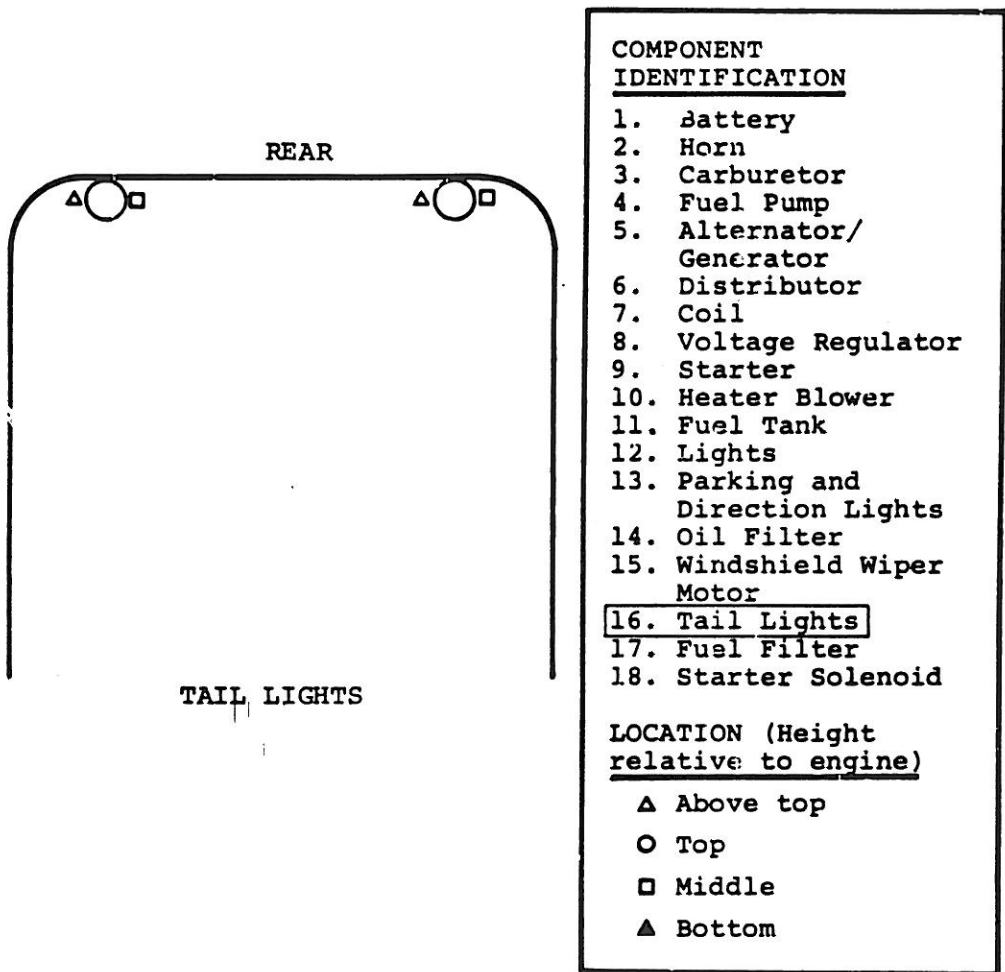 REAR
TAIL LIGHTS
COMPONENT
IDENTIFICATION
1. Battery
2. Horn
3. Carburetor
4. Fuel Pump
5. Alternator/
Generator
6. Distributor
7. Coil
8. Voltage Regulator
9. Starter
10. Heater Blower
11. Fuel Tank
12. Lights
13. Parking and
Direction Lights
14. Oil Filter
15. Windshield Wiper
Motor
16. Tail Lights
17. Fuel Filter
18. Starter Solenoid
LOCATION (Height
relative to engine)
Above top
Top
Middle
Bottom